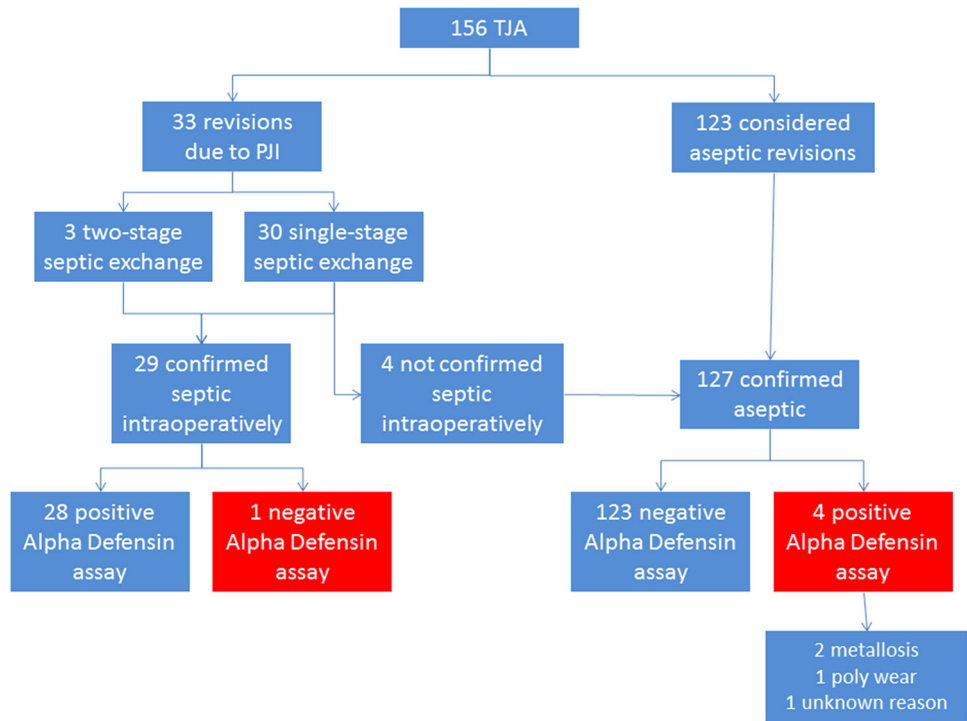 156 TJA
33 revisions
due to PJI
123 considered
aseptic revisions
3 two-stage
septic exchange
30 single-stage
septic exchange
29 confirmed
septic
intraoperatively
4 not confirmed
septic
intraoperatively
127 confirmed
aseptic
28 positive
Alpha Defensin
assay
1 negative
Alpha Defensin
assay
123 negative
Alpha Defensin
assay
4 positive
Alpha Defensin
assay
2 metallosis
1 poly wear
1 unknown reason